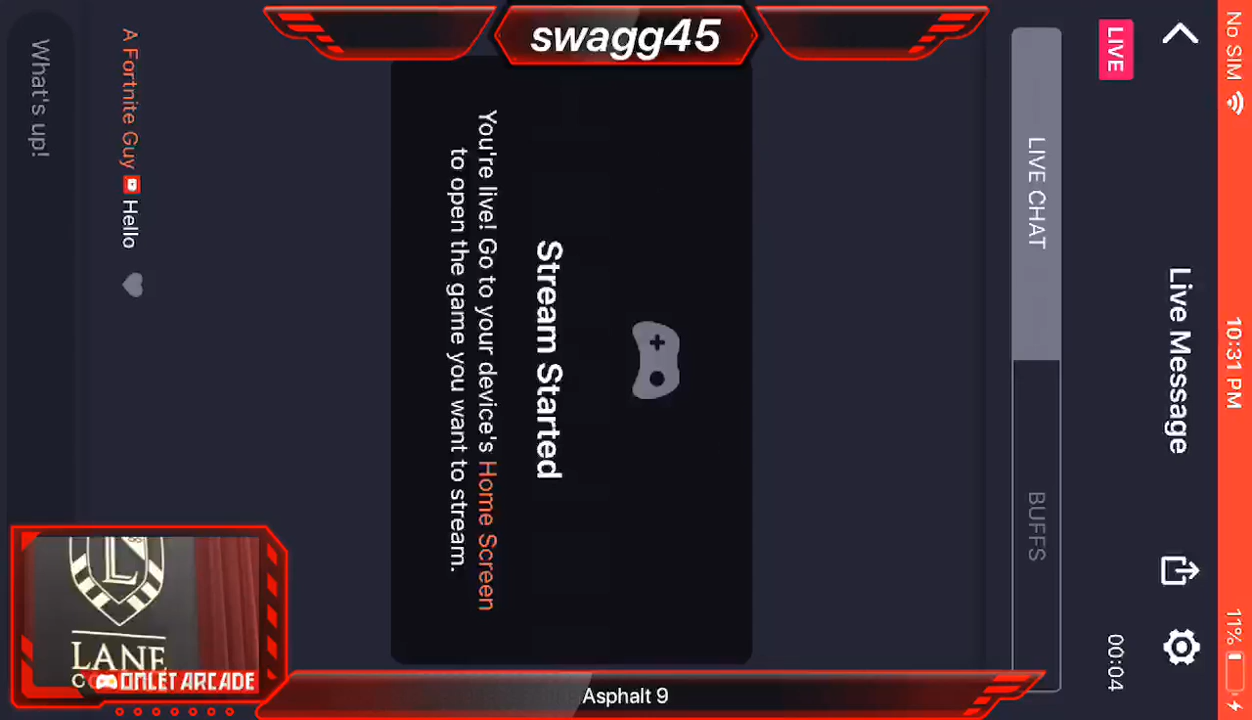 No SIM 10:31 PM 11%
Live Message
LIVE 00:04
LIVE CHAT BUFFS
Stream Started
You're live! Go to your device's Home Screen
to open the game you want to stream.
A Fortnite Guy Hello
What's up!
swagg45
L
LANE
OMLET ARCADE
Asphalt 9